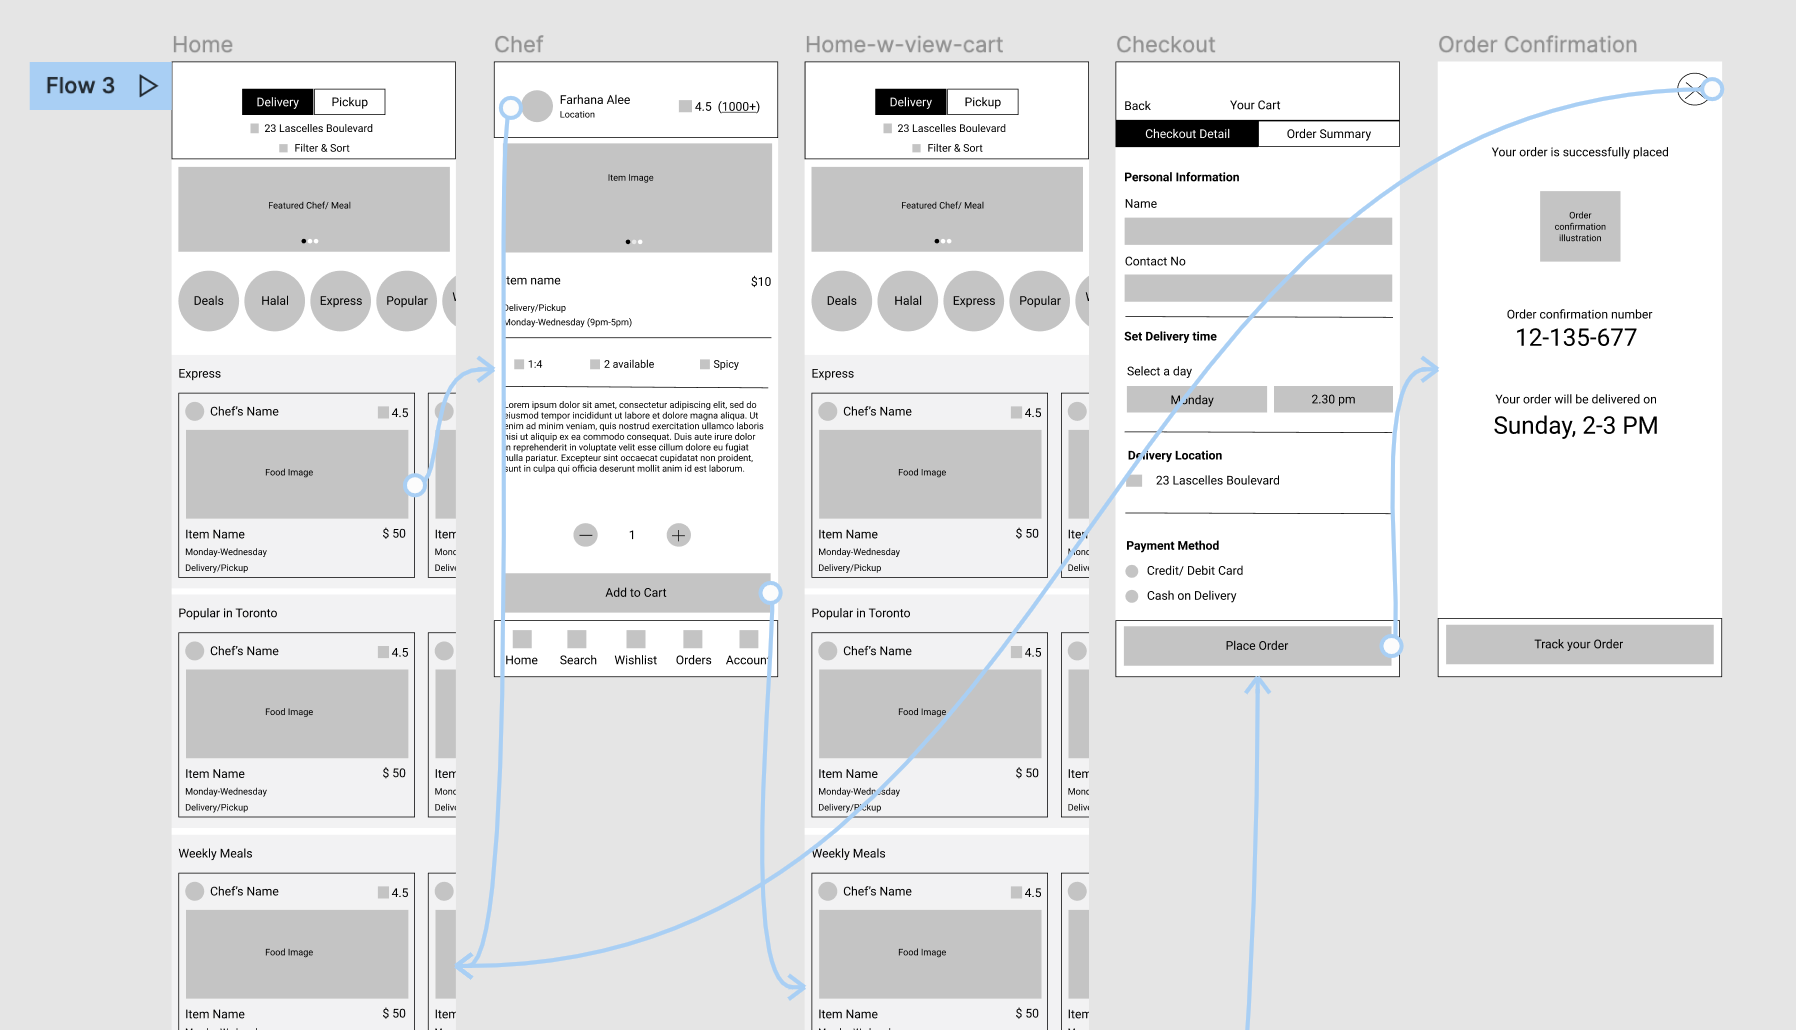 Flow 3
Home
Delivery
Pickup
23 Lascelles Boulevard
Filter & Sort
Featured Chef/ Meal
Deals
Halal
Express
Popular
Express
Chef's Name
4.5
Food Image
Item Name
$ 50
Monday-Wednesday
Delivery/Pickup
Popular in Toronto
Chef's Name
4.5
Food Image
Item Name
$ 50
Monday-Wednesday
Delivery/Pickup
Weekly Meals
Chef's Name
4.5
Food Image
Item Name
$ 50
Chef
Farhana Alee
Location
4.5 (1000+)
Item Image
Item name
$10
Delivery/Pickup
Monday-Wednesday (9pm-5pm)
1:4
2 available
Spicy
Lorem ipsum dolor sit amet, consectetur adipiscing elit, sed do
eiusmod tempor incididunt ut labore et dolore magna aliqua. Ut
enim ad minim veniam, quis nostrud exercitation ullamco laboris
nisi ut aliquip ex ea commodo consequat. Duis aute irure dolor
in reprehenderit in voluptate velit esse cillum dolore eu fugiat
nulla pariatur. Excepteur sint occaecat cupidatat non proident,
sunt in culpa qui officia deserunt mollit anim id est laborum.
1
Add to Cart
Home
Search
Wishlist
Orders
Account
Home-w-view-cart
Delivery
Pickup
23 Lascelles Boulevard
Filter & Sort
Featured Chef/ Meal
Deals
Halal
Express
Popular
Express
Chef's Name
4.5
Food Image
Item Name
$ 50
Monday-Wednesday
Delivery/Pickup
Popular in Toronto
Chef's Name
4.5
Food Image
Item Name
$ 50
Monday-Wednesday
Delivery/Pickup
Weekly Meals
Chef's Name
4.5
Food Image
Item Name
$ 50
Checkout
Back
Your Cart
Checkout Detail
Order Summary
Personal Information
Name
Contact No
Set Delivery time
Select a day
Monday
2.30 pm
Delivery Location
23 Lascelles Boulevard
Payment Method
Credit/ Debit Card
Cash on Delivery
Place Order
Order Confirmation
Your order is successfully placed
Order
confirmation
illustration
Order confirmation number
12-135-677
Your order will be delivered on
Sunday, 2-3 PM
Track your Order